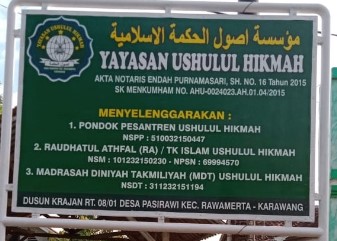 مؤسسة اصول الحكمة الاسلامية
YAYASAN USHULUL HIKMAH
AKTA NOTARIS ENDAH PURNAMASARI, SH. NO. 16 Tahun 2015
SK MENKUMHAM NO. AHU-0024023.AH.01.04/2015
MENYELENGGARAKAN :
1. PONDOK PESANTREN USHULUL HIKMAH
NSPP : 510032150447
2. RAUDHATUL ATHFAL (RA) / TK ISLAM USHULUL HIKMAH
NSM : 101232150230 - NPSN : 69994570
3. MADRASAH DINIYAH TAKMILIYAH (MDT) USHULUL HIKMAH
NSDT : 311232151194
DUSUN KRAJAN RT. 08/01 DESA PASIRAWI KEC. RAWAMERTA - KARAWANG